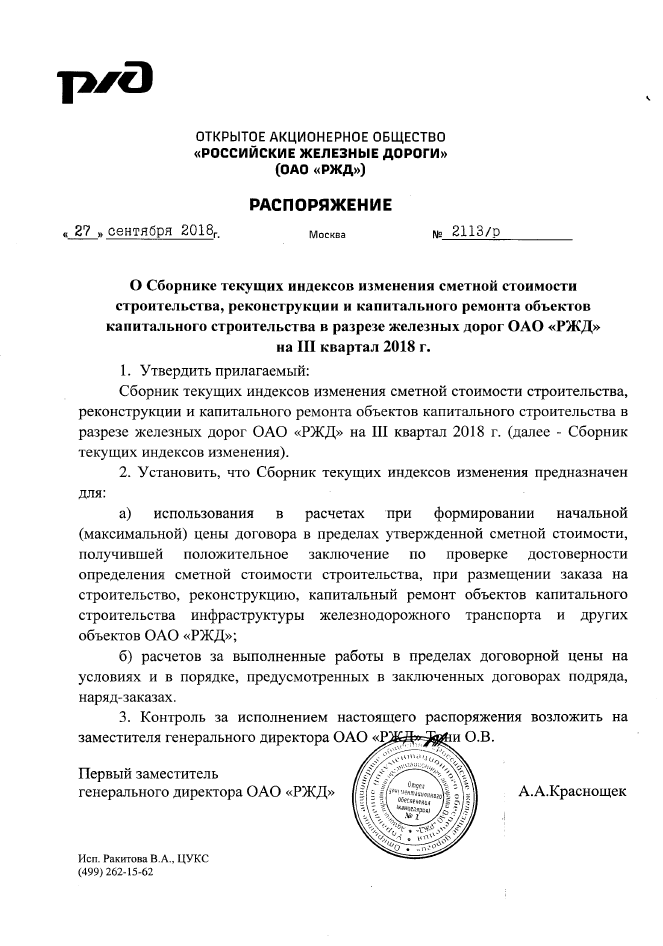 ржд
ОТКРЫТОЕ АКЦИОНЕРНОЕ ОБЩЕСТВО
«РОССИЙСКИЕ ЖЕЛЕЗНЫЕ ДОРОГИ»
(ОАО «РЖД»)
РАСПОРЯЖЕНИЕ
« 27 » сентября 2018г. Москва № 2113/р
О Сборнике текущих индексов изменения сметной стоимости
строительства, реконструкции и капитального ремонта объектов
капитального строительства в разрезе железных дорог ОАО «РЖД»
на III квартал 2018 г.
1. Утвердить прилагаемый:
Сборник текущих индексов изменения сметной стоимости строительства,
реконструкции и капитального ремонта объектов капитального строительства в
разрезе железных дорог ОАО «РЖД» на III квартал 2018 г. (далее - Сборник
текущих индексов изменения).
2. Установить, что Сборник текущих индексов изменения предназначен
для:
а) использования в расчетах при формировании начальной
(максимальной) цены договора в пределах утвержденной сметной стоимости,
получившей положительное заключение по проверке достоверности
определения сметной стоимости строительства, при размещении заказа на
строительство, реконструкцию, капитальный ремонт объектов капитального
строительства инфраструктуры железнодорожного транспорта и других
объектов ОАО «РЖД»;
б) расчетов за выполненные работы в пределах договорной цены на
условиях и в порядке, предусмотренных в заключенных договорах подряда,
наряд-заказах.
3. Контроль за исполнением настоящего распоряжения возложить на
заместителя генерального директора ОАО «РЖД» Тони О.В.
Первый заместитель
генерального директора ОАО «РЖД» А.А.Краснощек
Отдел
документационного
обеспечения
№ 1
Исп. Ракитова В.А., ЦУКС
(499) 262-15-62